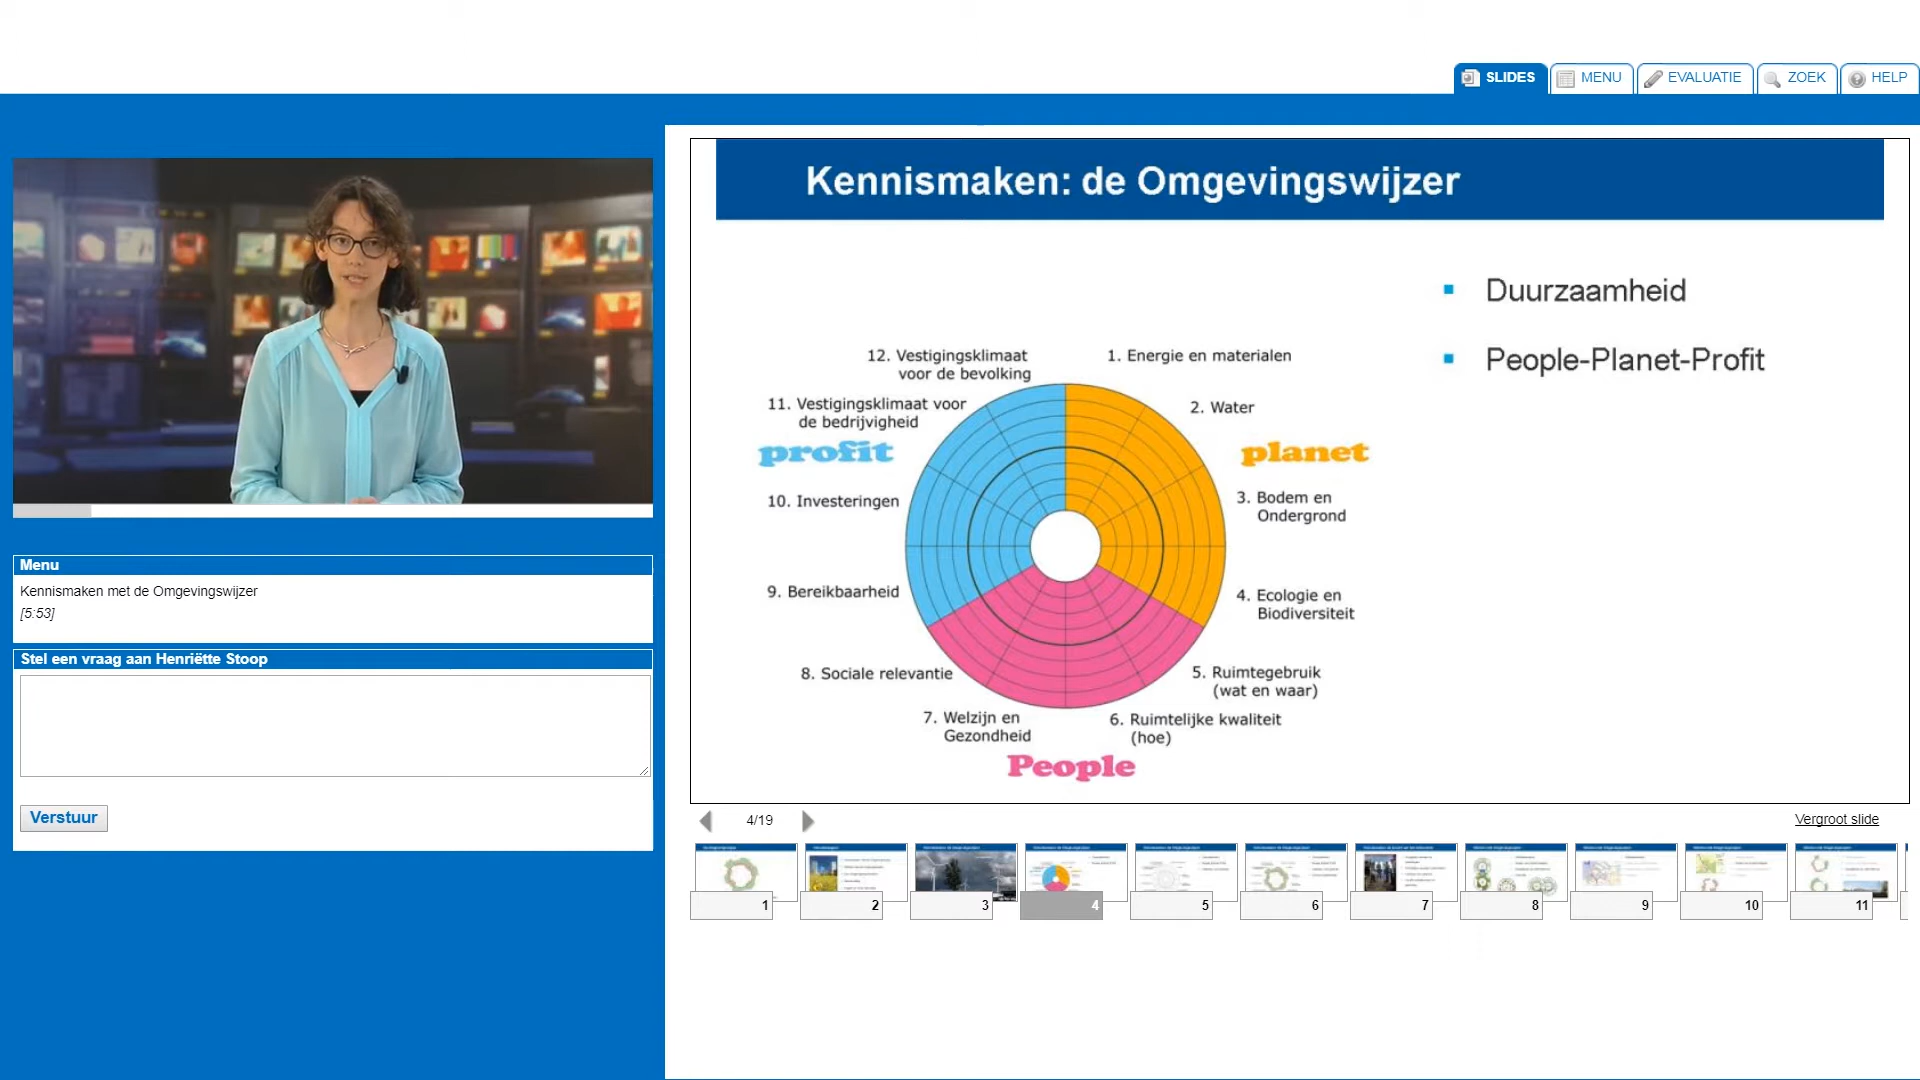 SLIDES
MENU
EVALUATIE
ZOEK
HELP
Kennismaken: de Omgevingswijzer
Duurzaamheid
People-Planet-Profit
12. Vestigingsklimaat
voor de bevolking
1. Energie en materialen
11. Vestigingsklimaat voor
de bedrijvigheid
2. Water
profit
planet
10. Investeringen
3. Bodem en
Ondergrond
9. Bereikbaarheid
4. Ecologie en
Biodiversiteit
8. Sociale relevantie
5. Ruimtegebruik
(wat en waar)
7. Welzijn en
Gezondheid
6. Ruimtelijke kwaliteit
(hoe)
People
Menu
Kennismaken met de Omgevingswijzer
[5:53]
Stel een vraag aan Henriëtte Stoop
Verstuur
4/19
Vergroot slide
1
2
3
4
5
6
7
8
9
10
11